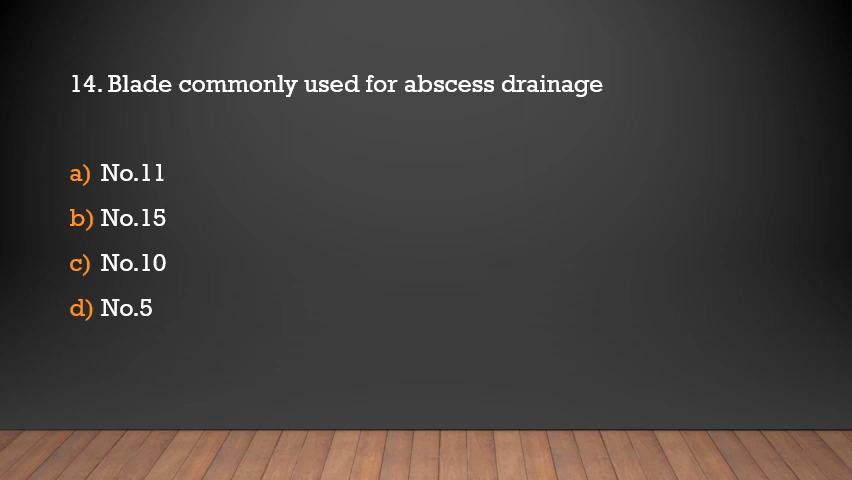 14. Blade commonly used for abscess drainage
a) No.11
b) No.15
c) No.10
d) No.5